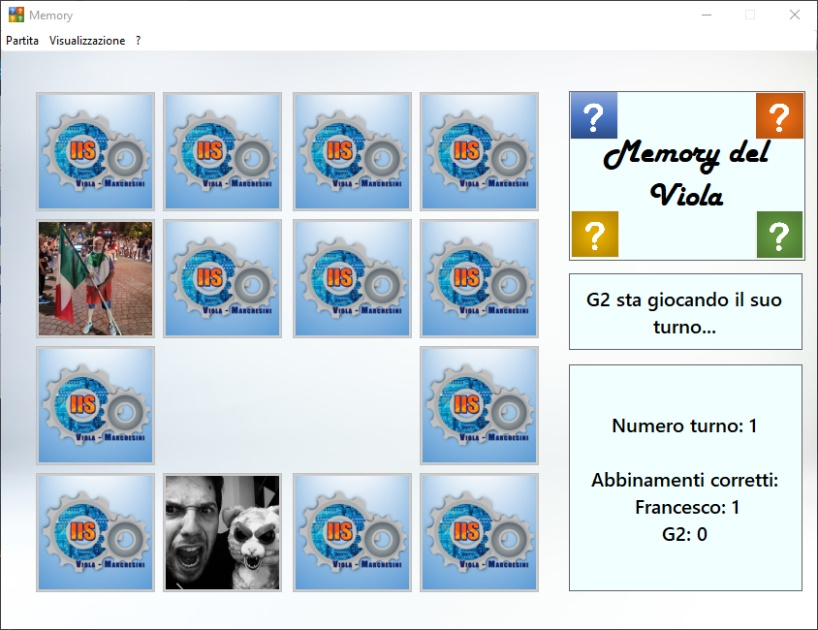 Memory
Partita Visualizzazione ?
IIS IIS IIS IIS
VIOLA - MARCHESINI VIOLA - MARCHESINI VIOLA - MARCHESINI VIOLA - MARCHESINI
? ?
Memory del
Viola
? ?
IIS IIS IIS
VIOLA - MARCHESINI VIOLA - MARCHESINI VIOLA - MARCHESINI
G2 sta giocando il suo
turno...
IIS IIS
VIOLA - MARCHESINI VIOLA - MARCHESINI
Numero turno: 1
Abbinamenti corretti:
Francesco: 1
G2: 0
IIS IIS IIS
VIOLA - MARCHESINI VIOLA - MARCHESINI VIOLA - MARCHESINI